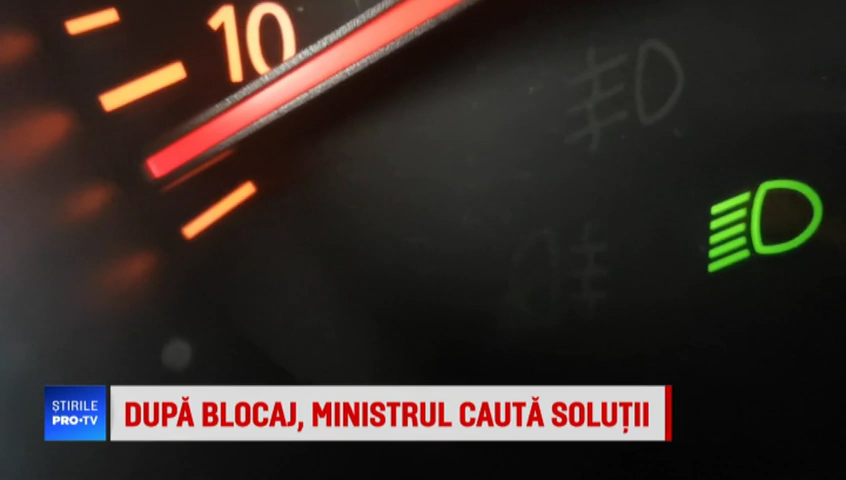 10
ȘTIRILE
PRO•TV
DUPĂ BLOCAJ, MINISTRUL CAUTĂ SOLUȚII